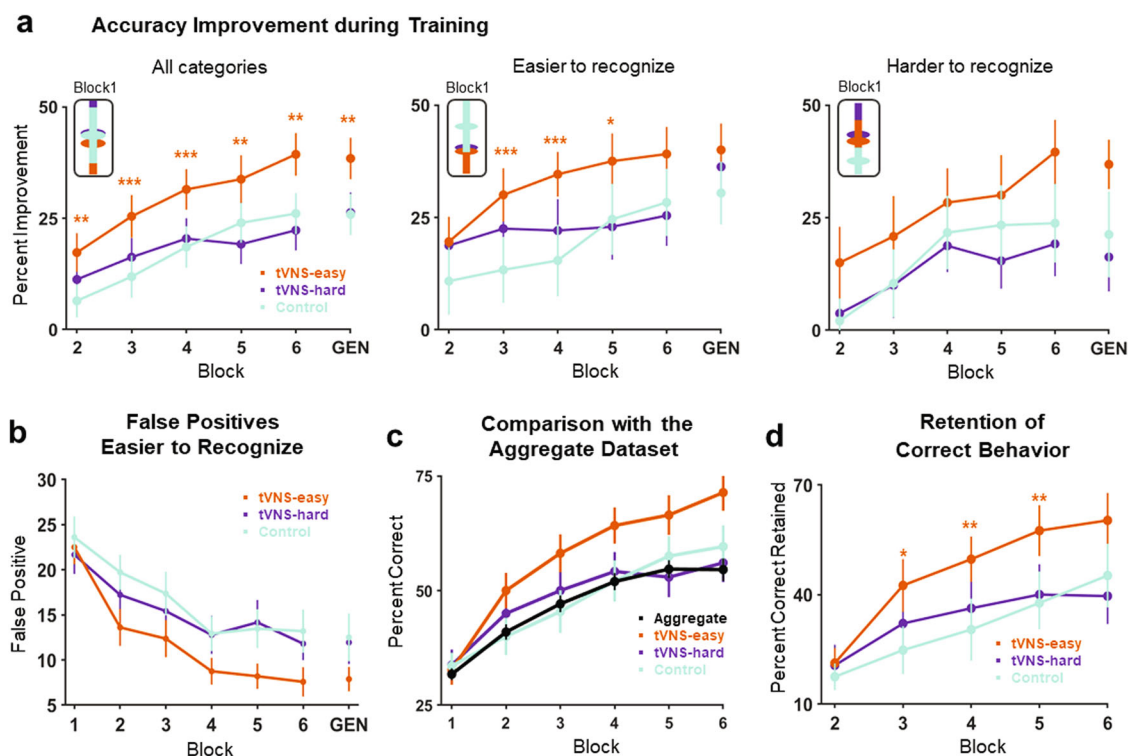 a Accuracy Improvement during Training
All categories
Easier to recognize
Harder to recognize
Block1
Block1
Block1
Percent Improvement
50
25
0
** *** *** ** ** **
tVNS-easy
tVNS-hard
Control
2 3 4 5 6 GEN
Block
50
25
0
*** *** *
2 3 4 5 6 GEN
Block
50
25
0
2 3 4 5 6 GEN
Block
b False Positives
Easier to Recognize
False Positive
30
25
20
15
10
5
tVNS-easy
tVNS-hard
Control
1 2 3 4 5 6 GEN
Block
c Comparison with the
Aggregate Dataset
Percent Correct
75
50
25
Aggregate
tVNS-easy
tVNS-hard
Control
1 2 3 4 5 6
Block
d Retention of
Correct Behavior
Percent Correct Retained
70
40
10
* ** **
tVNS-easy
tVNS-hard
Control
2 3 4 5 6
Block